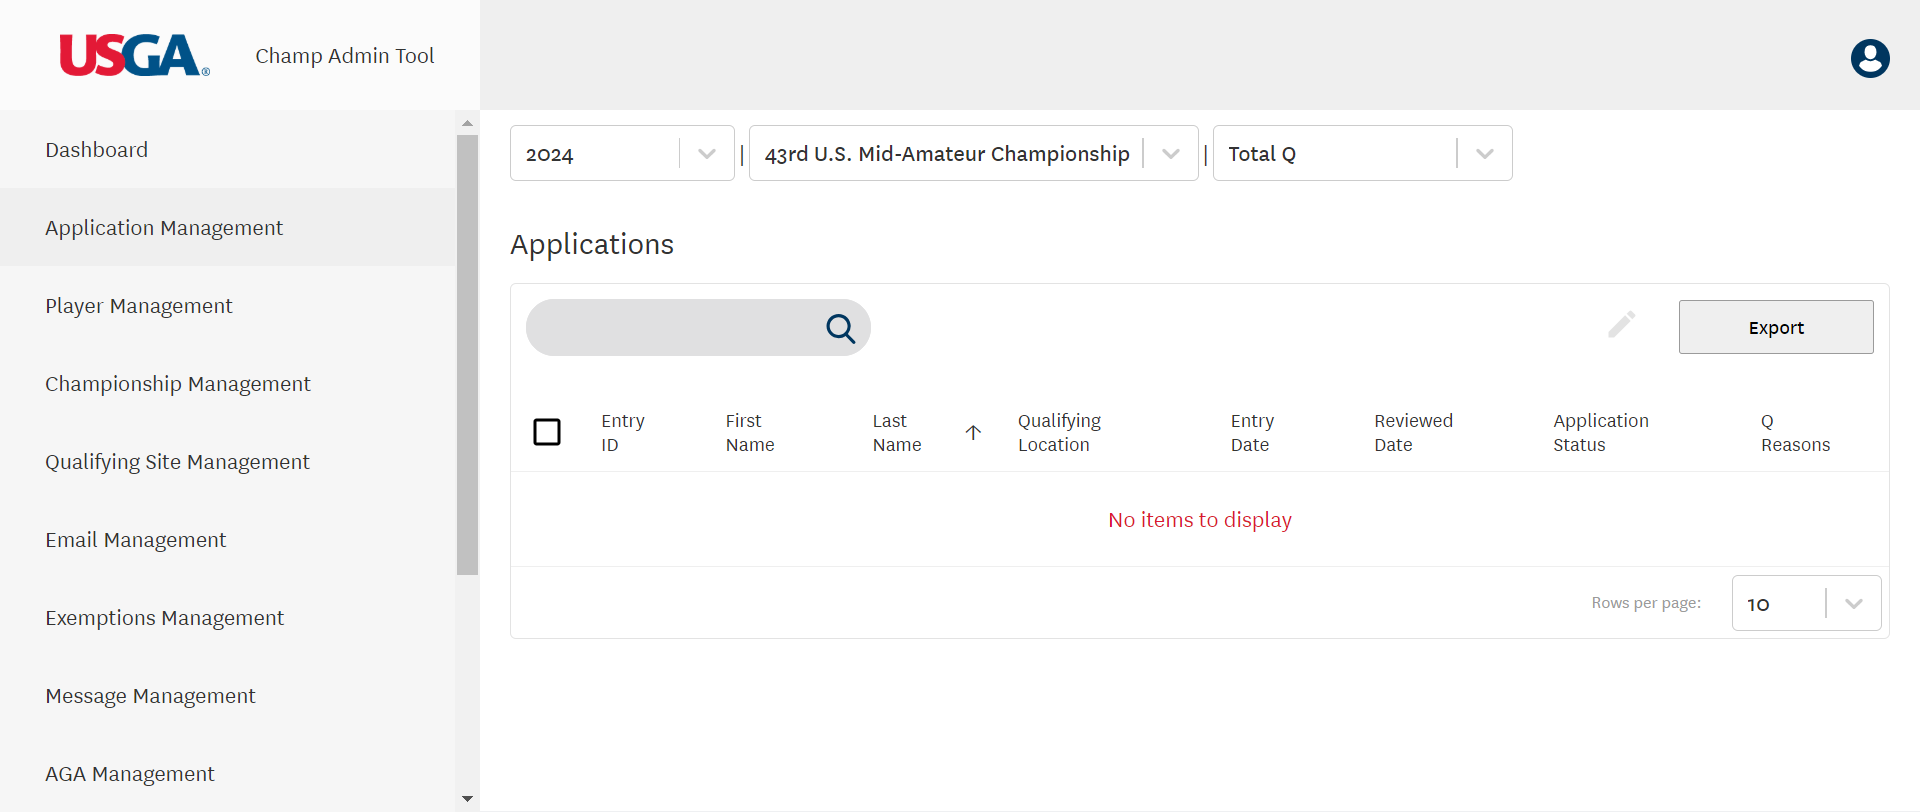 USGA® Champ Admin Tool
Dashboard
Application Management
Player Management
Championship Management
Qualifying Site Management
Email Management
Exemptions Management
Message Management
AGA Management
2024 | 43rd U.S. Mid-Amateur Championship | Total Q
Applications
Export
Entry ID
First Name
Last Name
Qualifying Location
Entry Date
Reviewed Date
Application Status
Q Reasons
No items to display
Rows per page: 10